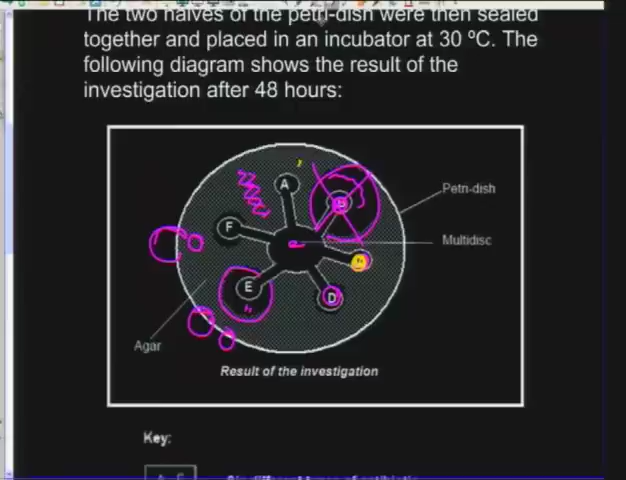 The two halves of the petri-dish were then sealed
together and placed in an incubator at 30 ºC. The
following diagram shows the result of the
investigation after 48 hours:
A
B
Petri-dish
F
Multidisc
E
D
Agar
Result of the investigation
Key: